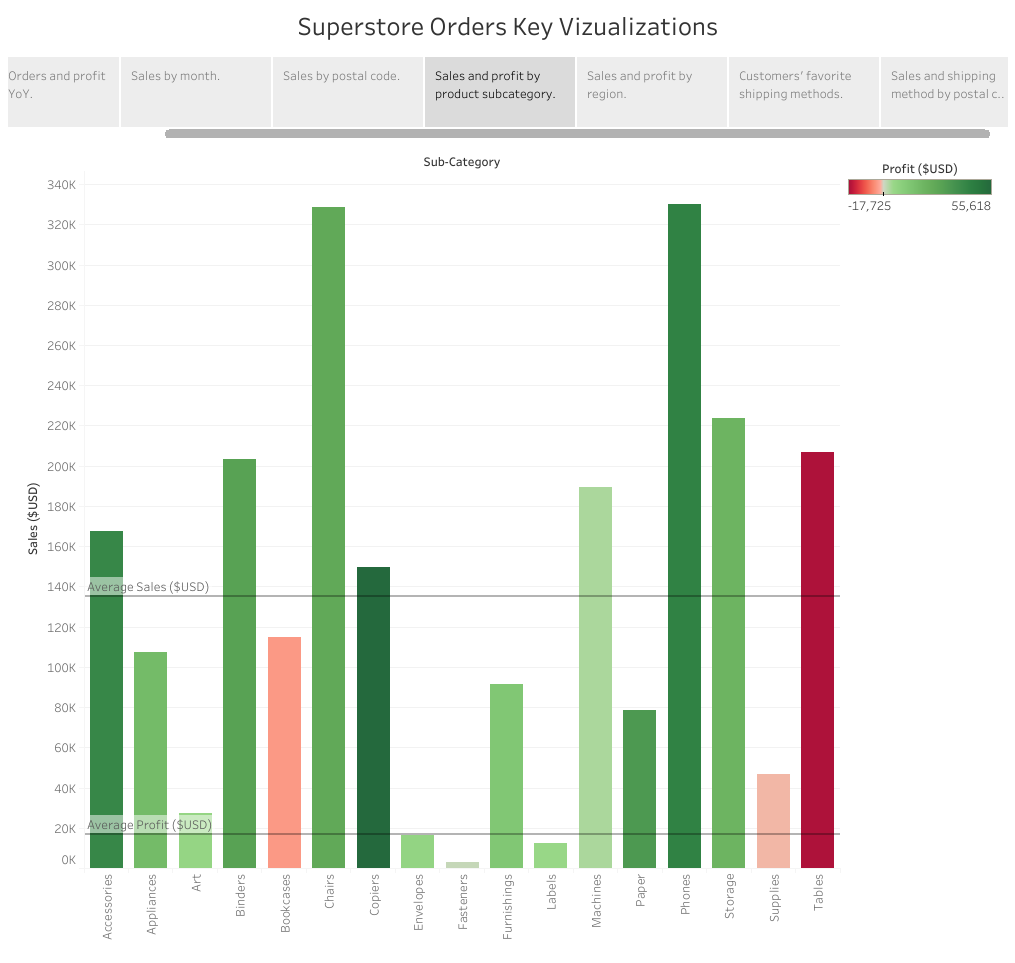 Superstore Orders Key Vizualizations
Orders and profit
YoY.
Sales by month.
Sales by postal code.
Sales and profit by
product subcategory.
Sales and profit by
region.
Customers' favorite
shipping methods.
Sales and shipping
method by postal c..
Sub-Category
Profit ($USD)
-17,725
55,618
340K
320K
300K
280K
260K
240K
220K
200K
180K
160K
140K
120K
100K
80K
60K
40K
20K
0K
Sales ($USD)
Average Sales ($USD)
Average Profit ($USD)
Accessories
Appliances
Art
Binders
Bookcases
Chairs
Copiers
Envelopes
Fasteners
Furnishings
Labels
Machines
Paper
Phones
Storage
Supplies
Tables